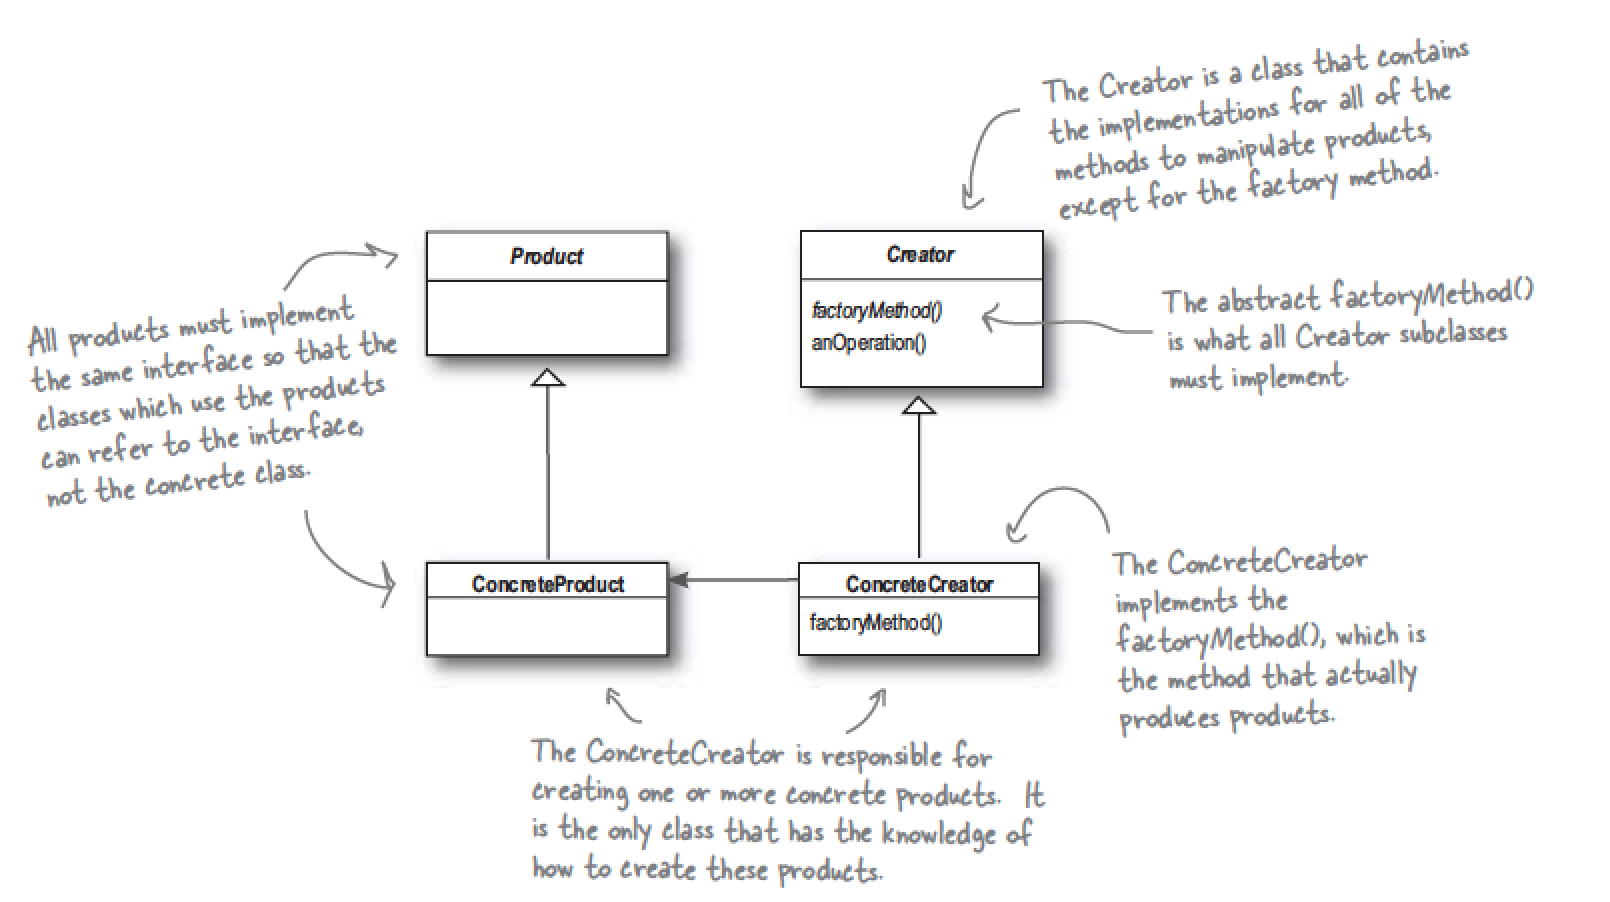 The Creator is a class that contains
the implementations for all of the
methods to manipulate products,
except for the factory method.
Product
Creator
factoryMethod()
anOperation()
The abstract factoryMethod()
is what all Creator subclasses
must implement.
All products must implement
the same interface so that the
classes which use the products
can refer to the interface,
not the concrete class.
ConcreteProduct
ConcreteCreator
factoryMethod()
The ConcreteCreator
implements the
factoryMethod(), which is
the method that actually
produces products.
The ConcreteCreator is responsible for
creating one or more concrete products. It
is the only class that has the knowledge of
how to create these products.